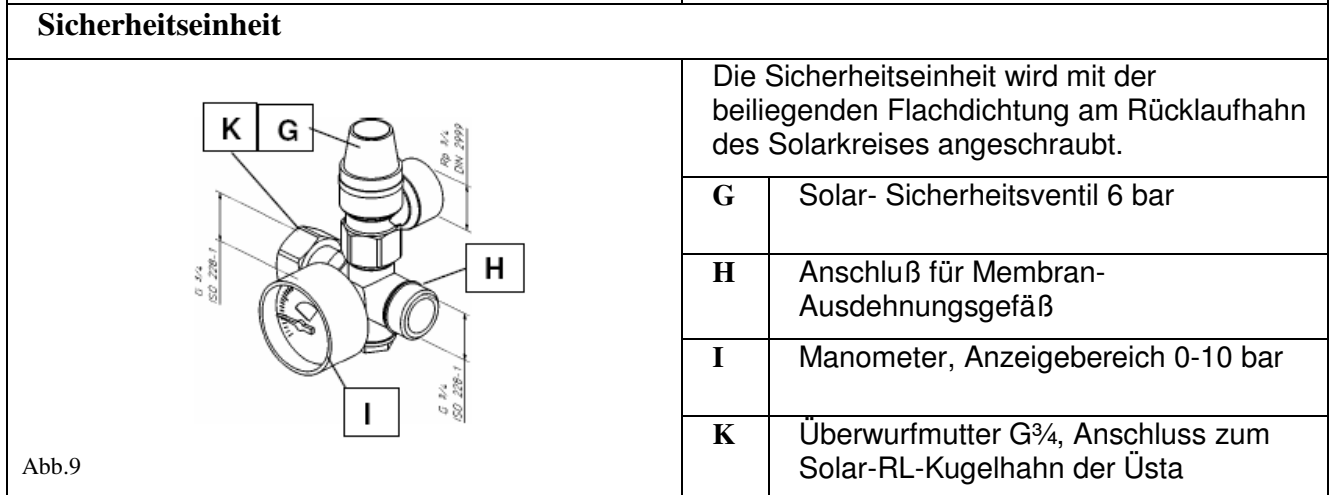 Sicherheitseinheit
K G
H
I
Rp 3/4
DIN 2999
G 3/4
ISO 228-1
G 3/4
ISO 228-1
Abb.9
Die Sicherheitseinheit wird mit der
beiliegenden Flachdichtung am Rücklaufhahn
des Solarkreises angeschraubt.
G Solar- Sicherheitsventil 6 bar
H Anschluß für Membran-
Ausdehnungsgefäß
I Manometer, Anzeigebereich 0-10 bar
K Überwurfmutter G¾, Anschluss zum
Solar-RL-Kugelhahn der Üsta